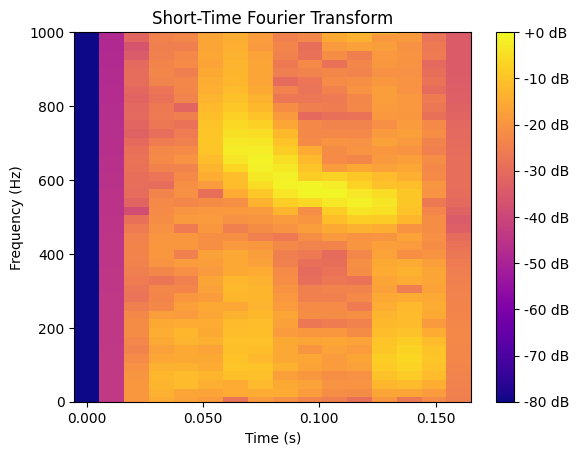 Short-Time Fourier Transform
Frequency (Hz)
1000
800
600
400
200
0
0.000
0.050
0.100
0.150
Time (s)
+0 dB
-10 dB
-20 dB
-30 dB
-40 dB
-50 dB
-60 dB
-70 dB
-80 dB